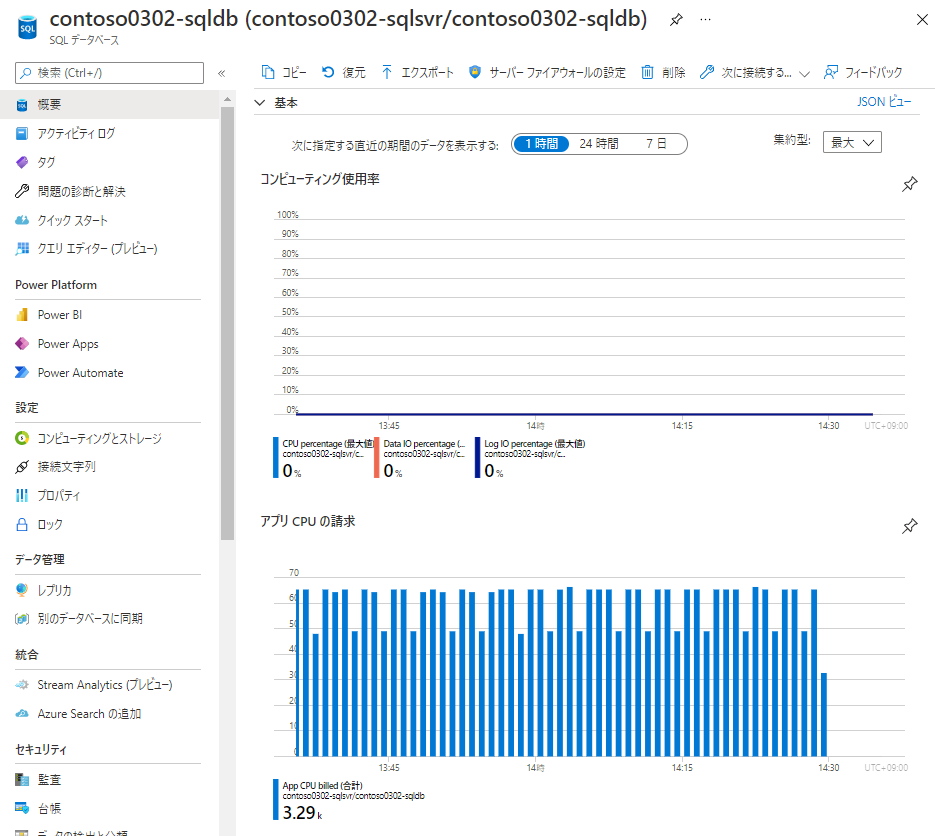 contoso0302-sqldb (contoso0302-sqlsvr/contoso0302-sqldb)
SQL データベース
検索 (Ctrl+/)
概要
アクティビティ ログ
タグ
問題の診断と解決
クイック スタート
クエリ エディター (プレビュー)
Power Platform
Power BI
Power Apps
Power Automate
設定
コンピューティングとストレージ
接続文字列
プロパティ
ロック
データ管理
レプリカ
別のデータベースに同期
統合
Stream Analytics (プレビュー)
Azure Search の追加
セキュリティ
監査
台帳
データの検出と分類
コピー 復元 エクスポート サーバー ファイアウォールの設定 削除 次に接続する... フィードバック
基本
JSON ビュー
次に指定する直近の期間のデータを表示する: 1 時間 24 時間 7 日
集約型: 最大
コンピューティング使用率
100%
90%
80%
70%
60%
50%
40%
30%
20%
10%
0%
13:45 14時 14:15 14:30 UTC+09:00
CPU percentage (最大値) Data IO percentage (... Log IO percentage (最大値)
contoso0302-sqlsvr/c... contoso0302-sqlsvr/c... contoso0302-sqlsvr/c...
0 % 0 % 0 %
アプリ CPU の請求
70
60
50
40
30
20
10
0
13:45 14時 14:15 14:30 UTC+09:00
App CPU billed (合計)
contoso0302-sqlsvr/contoso0302-sqldb
3.29 k